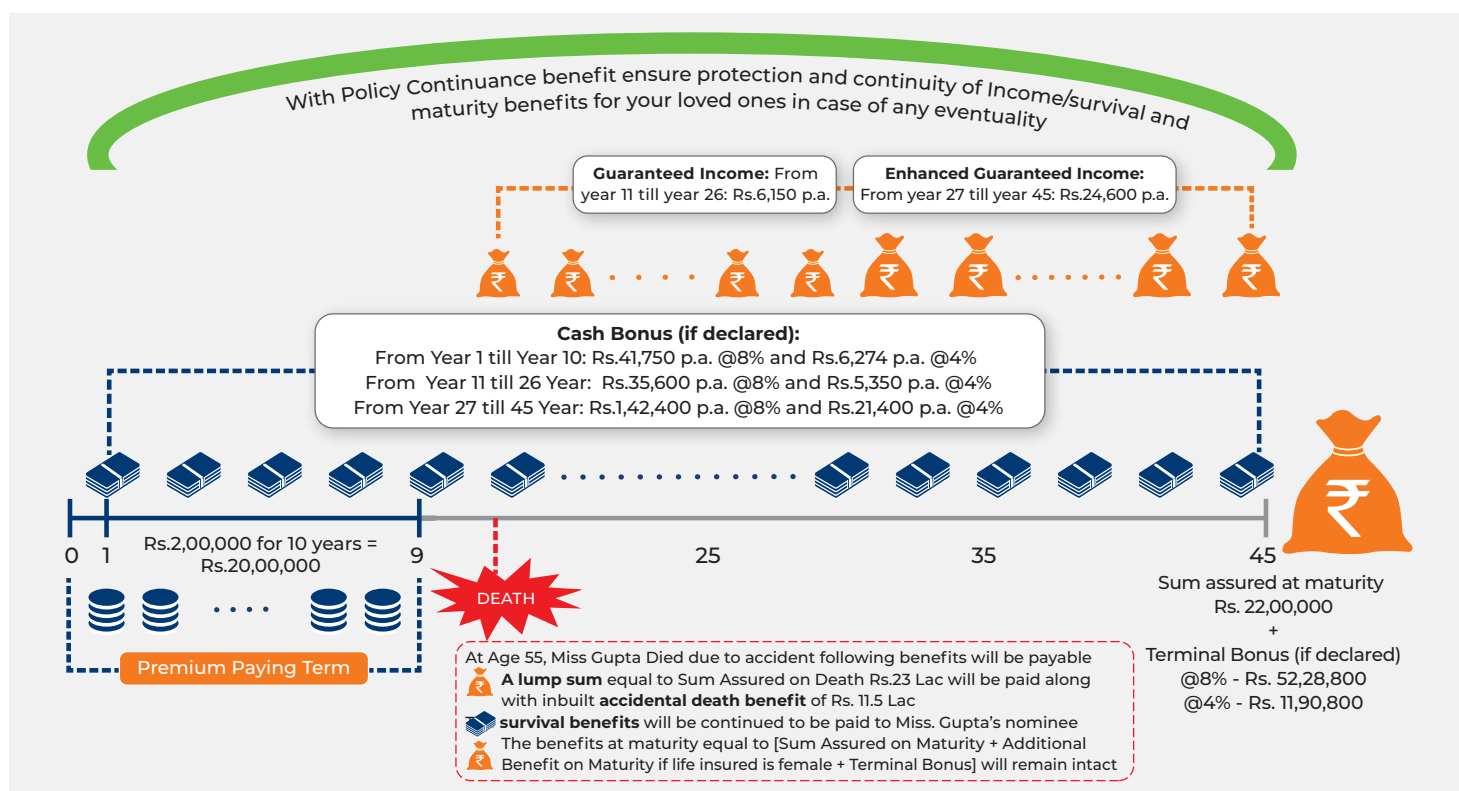 With Policy Continuance benefit ensure protection and continuity of Income/survival and
maturity benefits for your loved ones in case of any eventuality
Guaranteed Income: From
year 11 till year 26: Rs.6,150 p.a.
Enhanced Guaranteed Income:
From year 27 till year 45: Rs.24,600 p.a.
₹ ₹ ₹ ₹ ₹ ₹ ₹ ₹
Cash Bonus (if declared):
From Year 1 till Year 10: Rs.41,750 p.a. @8% and Rs.6,274 p.a. @4%
From Year 11 till 26 Year: Rs.35,600 p.a. @8% and Rs.5,350 p.a. @4%
From Year 27 till 45 Year: Rs.1,42,400 p.a. @8% and Rs.21,400 p.a. @4%
₹
0 1 9 25 35 45
Rs.2,00,000 for 10 years =
Rs.20,00,000
Premium Paying Term
DEATH
At Age 55, Miss Gupta Died due to accident following benefits will be payable
₹ A lump sum equal to Sum Assured on Death Rs.23 Lac will be paid along
with inbuilt accidental death benefit of Rs. 11.5 Lac
survival benefits will be continued to be paid to Miss. Gupta's nominee
The benefits at maturity equal to [Sum Assured on Maturity + Additional
₹ Benefit on Maturity if life insured is female + Terminal Bonus] will remain intact
Sum assured at maturity
Rs. 22,00,000
+
Terminal Bonus (if declared)
@8% - Rs. 52,28,800
@4% - Rs. 11,90,800